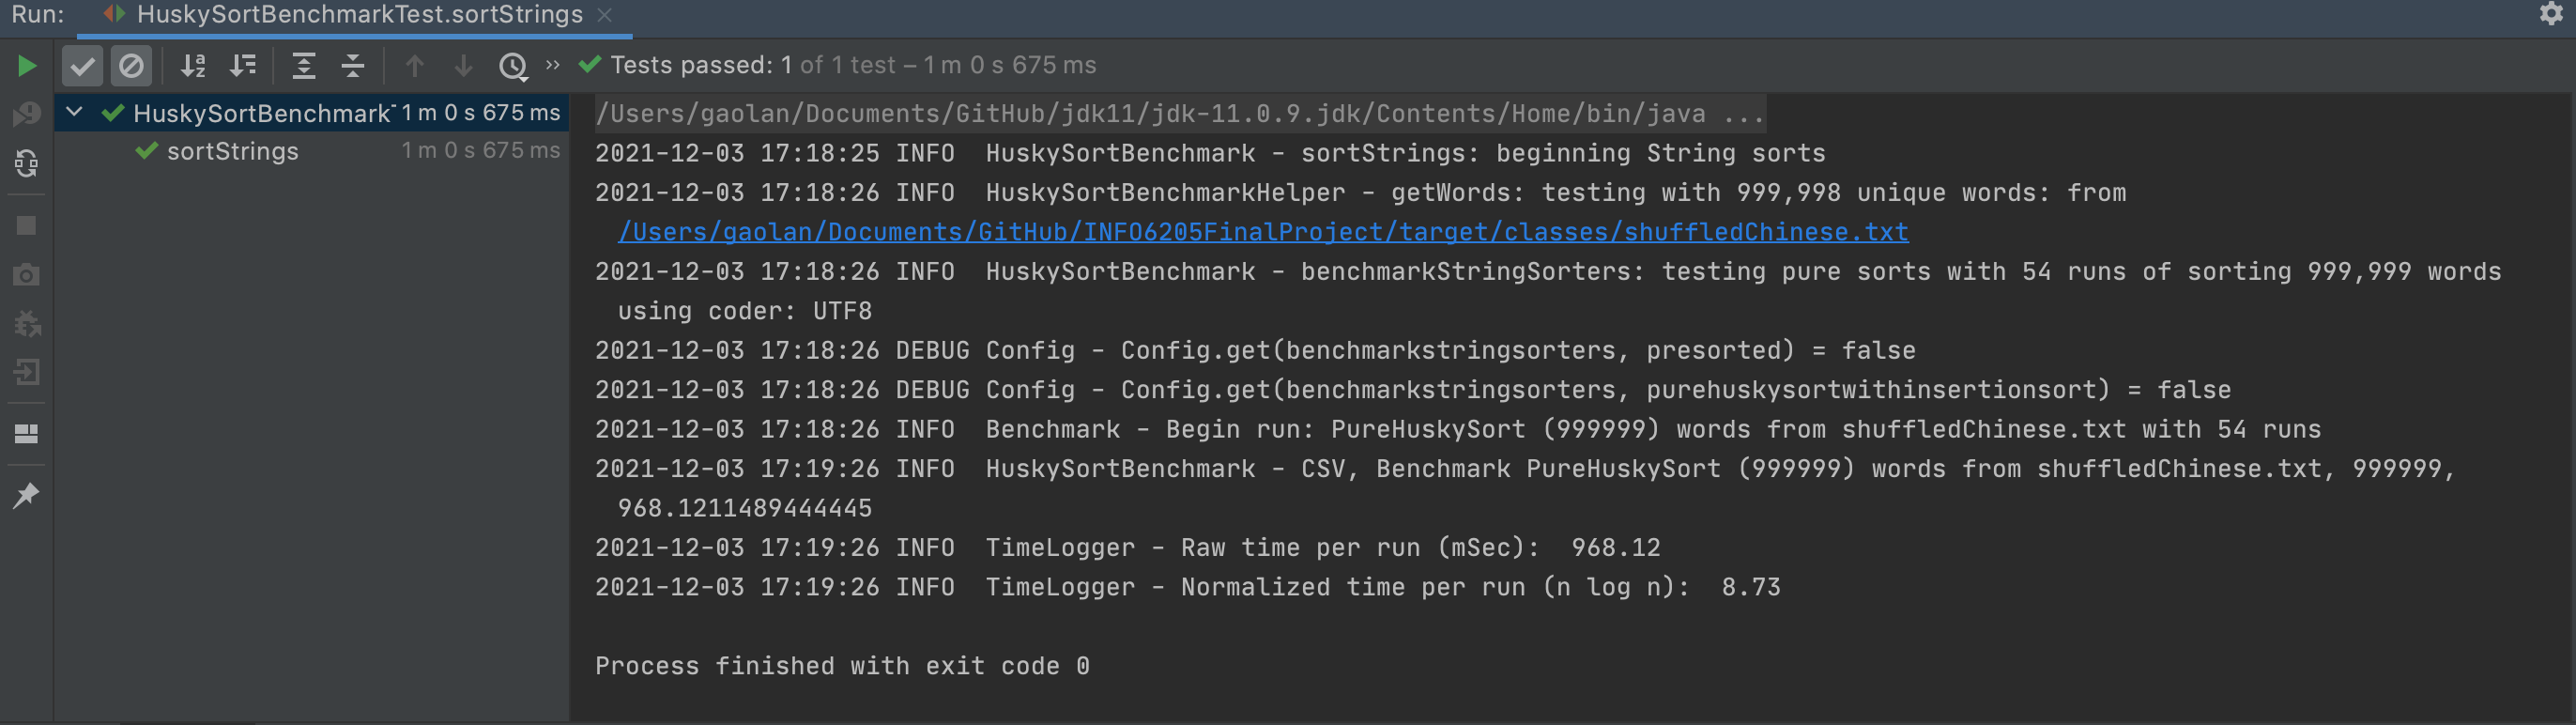 Run: HuskySortBenchmarkTest.sortStrings
Tests passed: 1 of 1 test – 1 m 0 s 675 ms
HuskySortBenchmark 1 m 0 s 675 ms
sortStrings 1 m 0 s 675 ms
/Users/gaolan/Documents/GitHub/jdk11/jdk-11.0.9.jdk/Contents/Home/bin/java ...
2021-12-03 17:18:25 INFO  HuskySortBenchmark - sortStrings: beginning String sorts
2021-12-03 17:18:26 INFO  HuskySortBenchmarkHelper - getWords: testing with 999,998 unique words: from
/Users/gaolan/Documents/GitHub/INFO6205FinalProject/target/classes/shuffledChinese.txt
2021-12-03 17:18:26 INFO  HuskySortBenchmark - benchmarkStringSorters: testing pure sorts with 54 runs of sorting 999,999 words
using coder: UTF8
2021-12-03 17:18:26 DEBUG Config - Config.get(benchmarkstringsorters, presorted) = false
2021-12-03 17:18:26 DEBUG Config - Config.get(benchmarkstringsorters, purehuskysortwithinsertionsort) = false
2021-12-03 17:18:26 INFO  Benchmark - Begin run: PureHuskySort (999999) words from shuffledChinese.txt with 54 runs
2021-12-03 17:19:26 INFO  HuskySortBenchmark - CSV, Benchmark PureHuskySort (999999) words from shuffledChinese.txt, 999999,
968.1211489444445
2021-12-03 17:19:26 INFO  TimeLogger - Raw time per run (mSec):  968.12
2021-12-03 17:19:26 INFO  TimeLogger - Normalized time per run (n log n):  8.73
Process finished with exit code 0